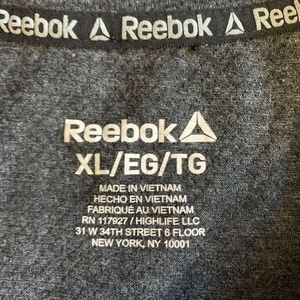 Reebok Reebok Reeb
Reebok
XL/EG/TG
MADE IN VIETNAM
HECHO EN VIETNAM
FABRIQUÉ AU VIETNAM
RN 117927 / HIGHLIFE LLC
31 W 34TH STREET 6 FLOOR
NEW YORK, NY 10001